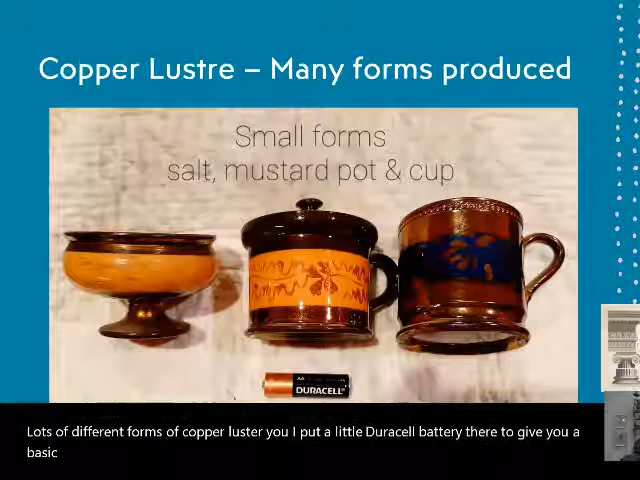 Copper Lustre – Many forms produced
Small forms
salt, mustard pot & cup
AA
DURACELL
Lots of different forms of copper luster you I put a little Duracell battery there to give you a
basic